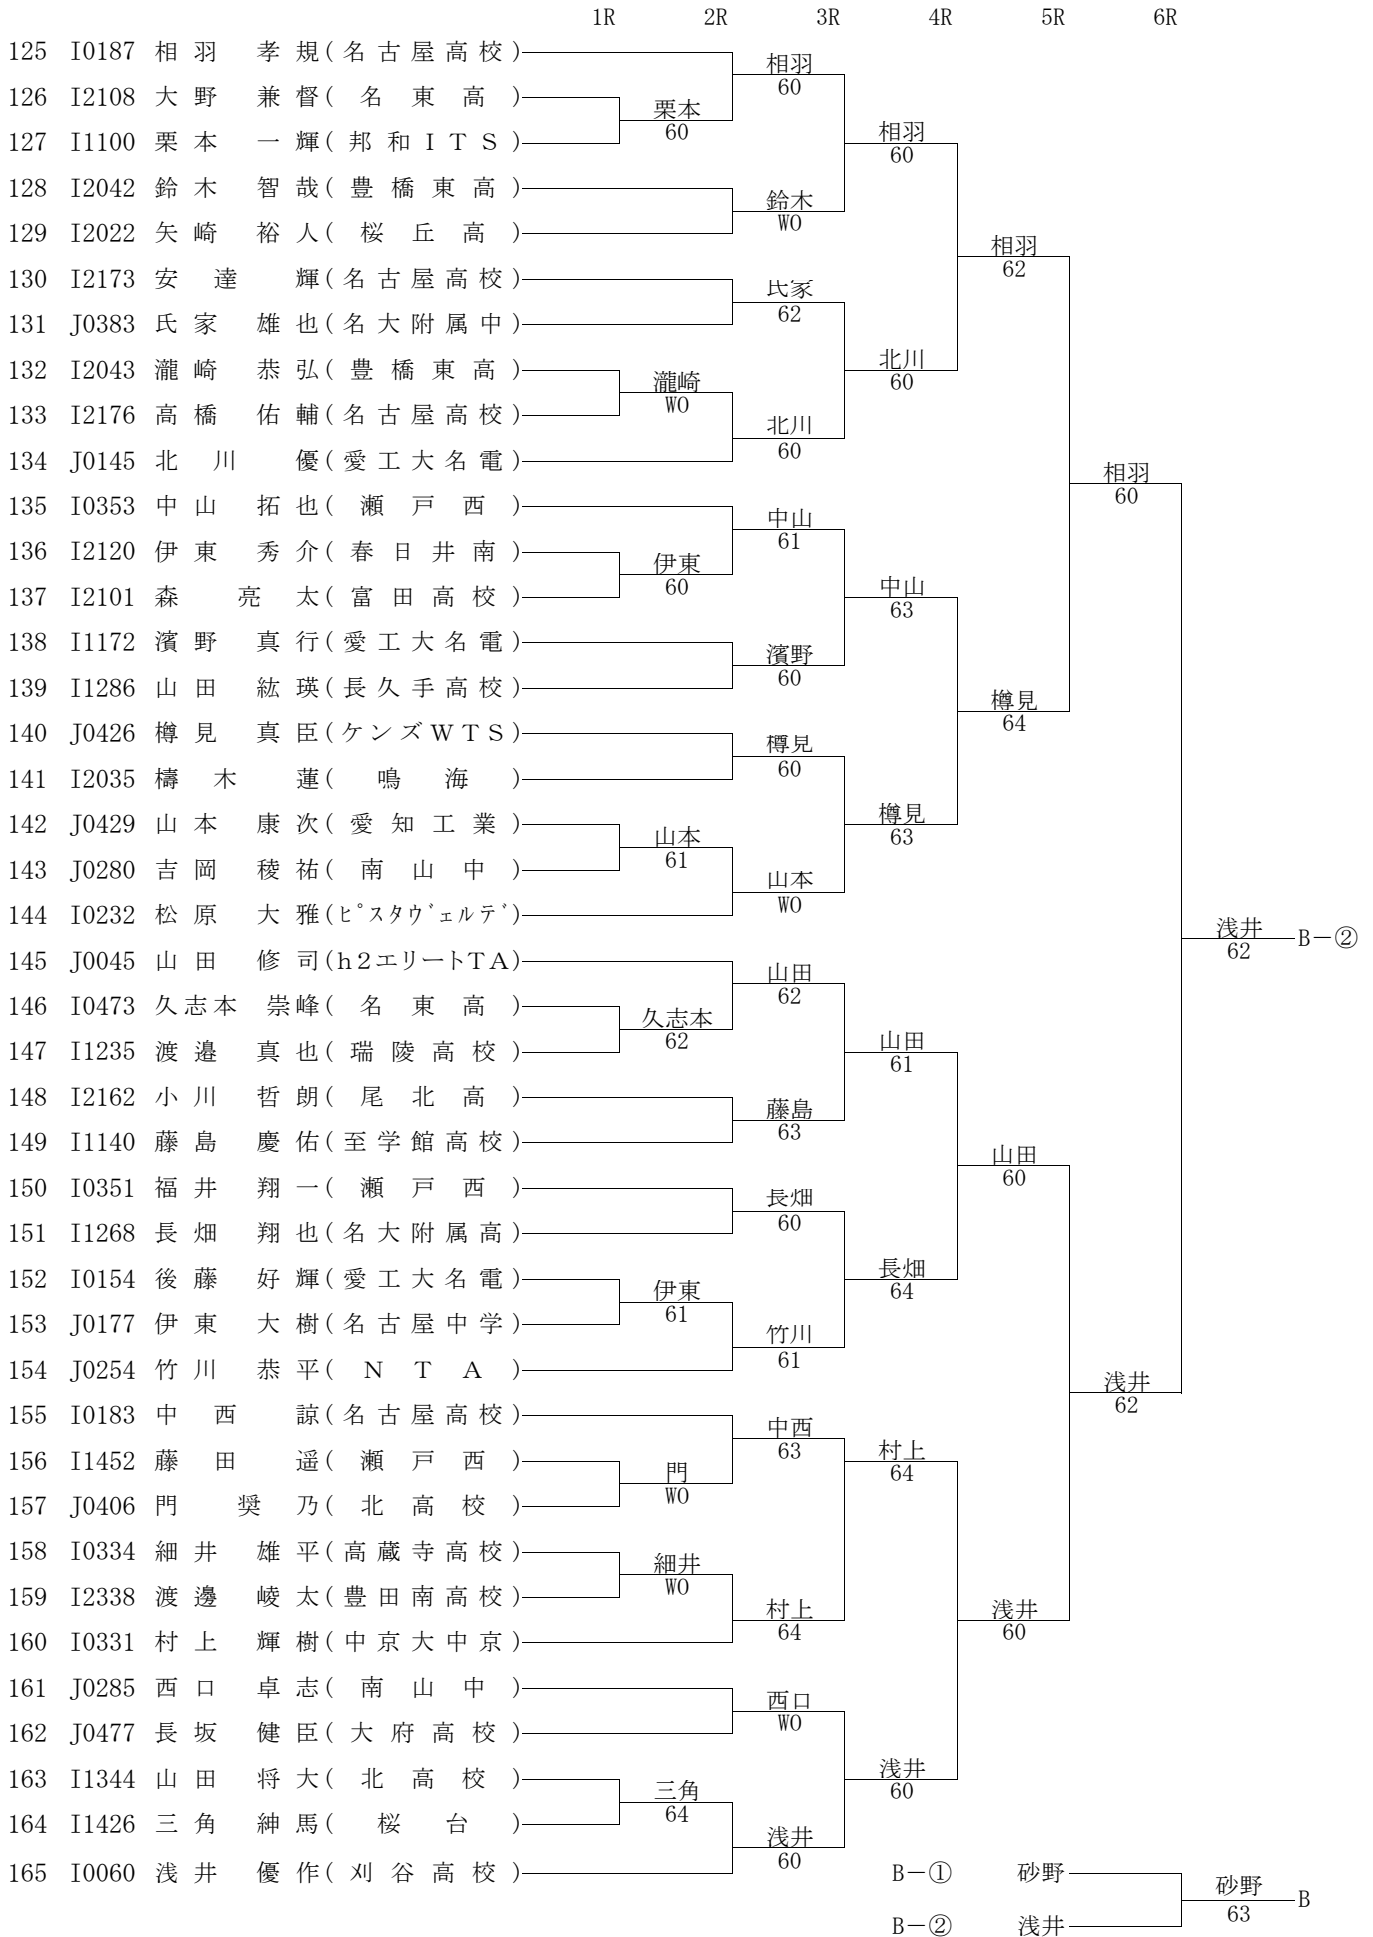 1R 2R 3R 4R 5R 6R
125 I0187 相羽 孝規(名古屋高校)
相羽
60
126 I2108 大野 兼督(名東高)
栗本
60
127 I1100 栗本 一輝(邦和ITS)
相羽
60
128 I2042 鈴木 智哉(豊橋東高)
鈴木
WO
129 I2022 矢崎 裕人(桜丘高)
相羽
62
130 I2173 安達 輝(名古屋高校)
氏家
62
131 J0383 氏家 雄也(名大附属中)
北川
60
132 I2043 瀧崎 恭弘(豊橋東高)
瀧崎
WO
133 I2176 高橋 佑輔(名古屋高校)
北川
60
134 J0145 北川 優(愛工大名電)
相羽
60
135 I0353 中山 拓也(瀬戸西)
中山
61
136 I2120 伊東 秀介(春日井南)
伊東
60
137 I2101 森 亮太(富田高校)
中山
63
138 I1172 濱野 真行(愛工大名電)
濱野
60
139 I1286 山田 紘瑛(長久手高校)
樽見
64
140 J0426 樽見 真臣(ケンズWTS)
樽見
60
141 I2035 檮木 蓮(鳴海)
樽見
63
142 J0429 山本 康次(愛知工業)
山本
61
143 J0280 吉岡 稜祐(南山中)
山本
WO
144 I0232 松原 大雅(ﾋﾟスタヴェルデ)
浅井
62
B－②
145 J0045 山田 修司(h2エリートTA)
山田
62
146 I0473 久志本 崇峰(名東高)
久志本
62
147 I1235 渡邉 真也(瑞陵高校)
山田
61
148 I2162 小川 哲朗(尾北高)
藤島
63
149 I1140 藤島 慶佑(至学館高校)
山田
60
150 I0351 福井 翔一(瀬戸西)
長畑
60
151 I1268 長畑 翔也(名大附属高)
長畑
64
152 I0154 後藤 好輝(愛工大名電)
伊東
61
153 J0177 伊東 大樹(名古屋中学)
竹川
61
154 J0254 竹川 恭平(NTA)
浅井
62
155 I0183 中西 諒(名古屋高校)
中西
63
156 I1452 藤田 遥(瀬戸西)
村上
64
門
WO
157 J0406 門 奨乃(北高校)
158 I0334 細井 雄平(高蔵寺高校)
細井
WO
159 I2338 渡邊 崚太(豊田南高校)
村上
64
浅井
60
160 I0331 村上 輝樹(中京大中京)
161 J0285 西口 卓志(南山中)
西口
WO
162 J0477 長坂 健臣(大府高校)
浅井
60
163 I1344 山田 将大(北高校)
三角
64
164 I1426 三角 紳馬(桜台)
浅井
60
165 I0060 浅井 優作(刈谷高校)
B－① 砂野
砂野
63
B
B－② 浅井